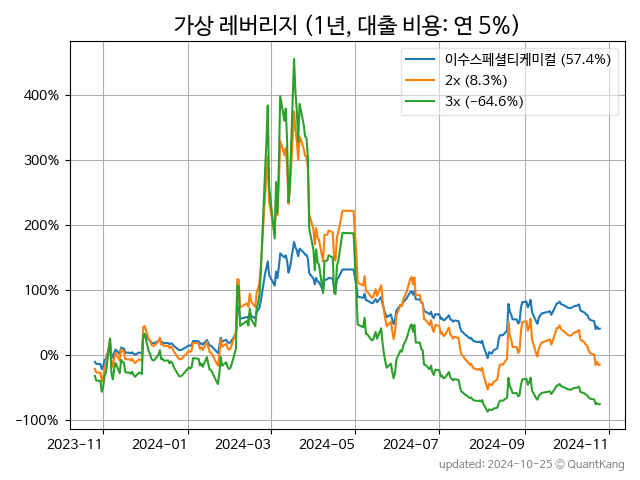 가상 레버리지 (1년, 대출 비용: 연 5%)
이수스페셜티케미컬 (57.4%)
2x (8.3%)
3x (-64.6%)
400%
300%
200%
100%
0%
−100%
2023-11 2024-01 2024-03 2024-05 2024-07 2024-09 2024-11
updated: 2024-10-25 © QuantKang